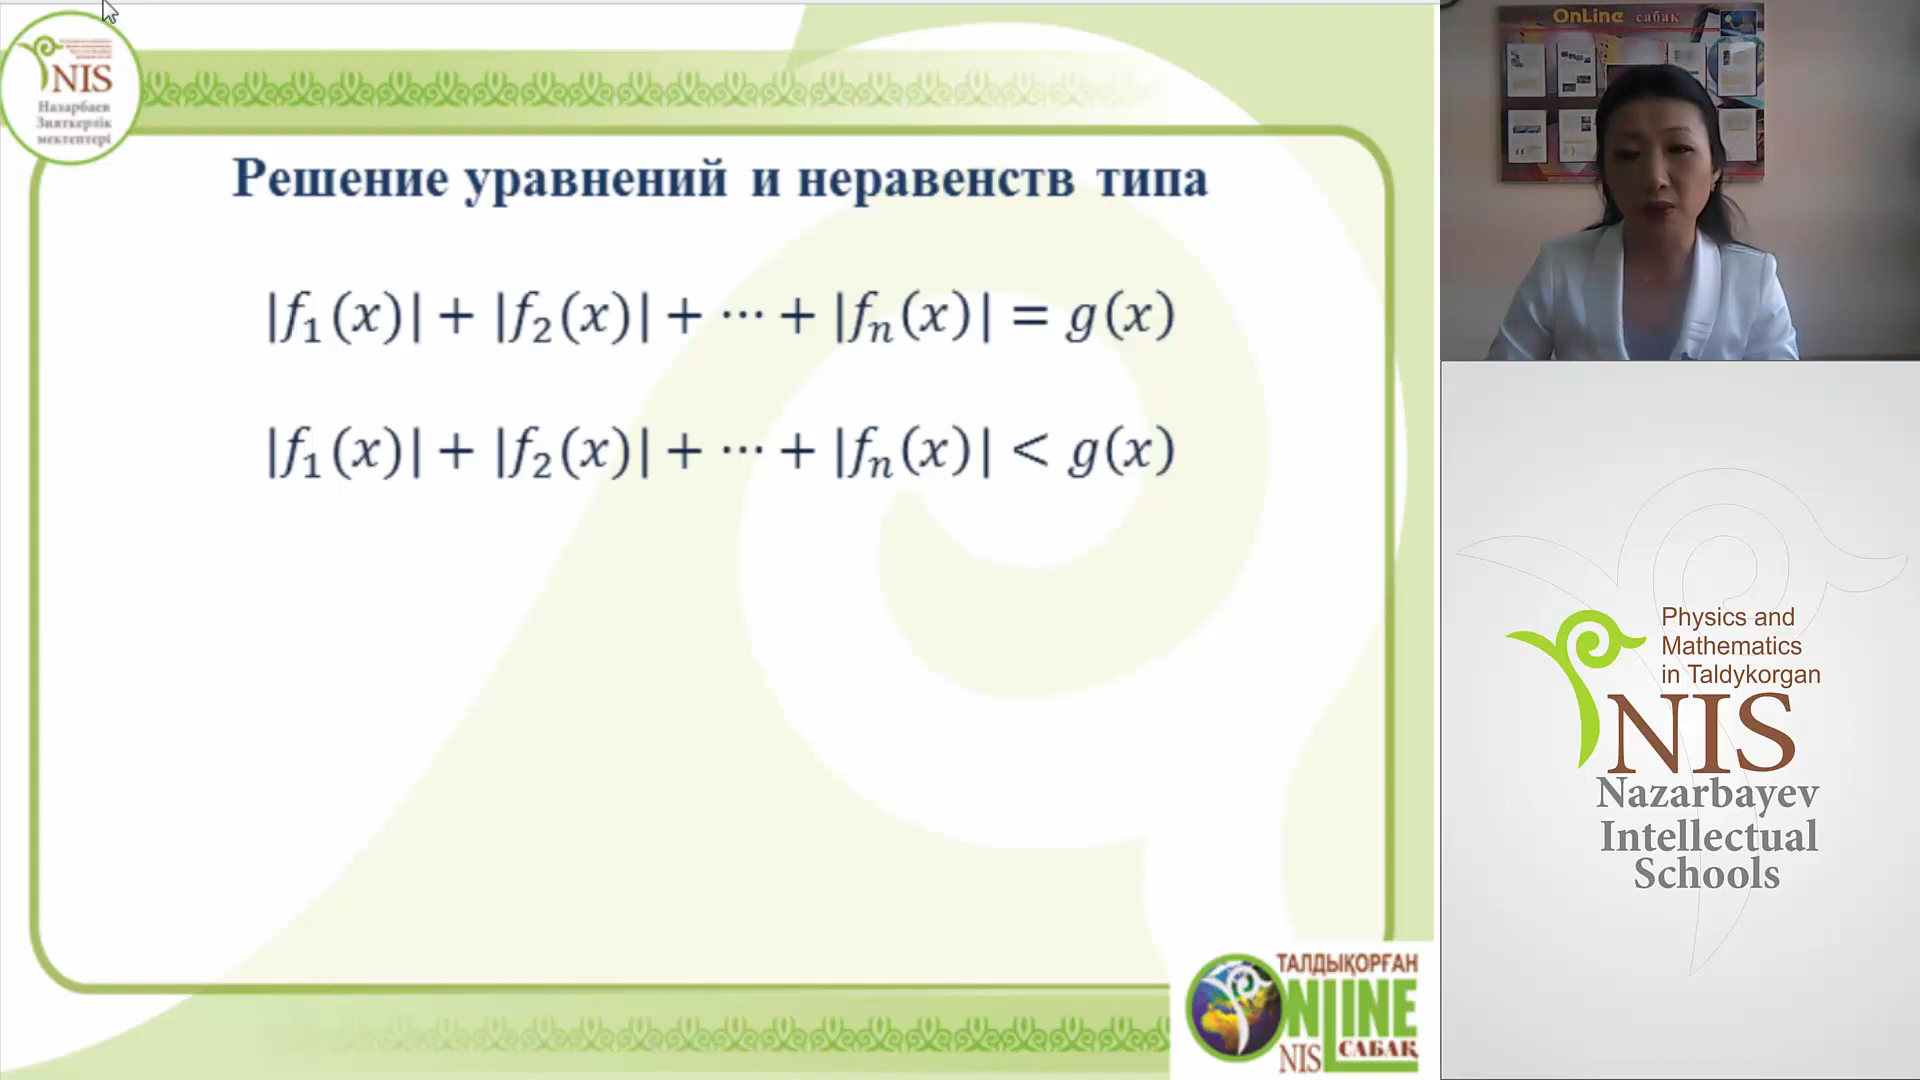 NIS
Назарбаев
Зияткерлік
мектептері
Решение уравнений и неравенств типа
|f₁(x)| + |f₂(x)| + ⋯ + |fₙ(x)| = g(x)
|f₁(x)| + |f₂(x)| + ⋯ + |fₙ(x)| < g(x)
ТАЛДЫҚОРҒАН
ONLINE
NIS САБАҚ
OnLine сабақ
Physics and
Mathematics
in Taldykorgan
NIS
Nazarbayev
Intellectual
Schools